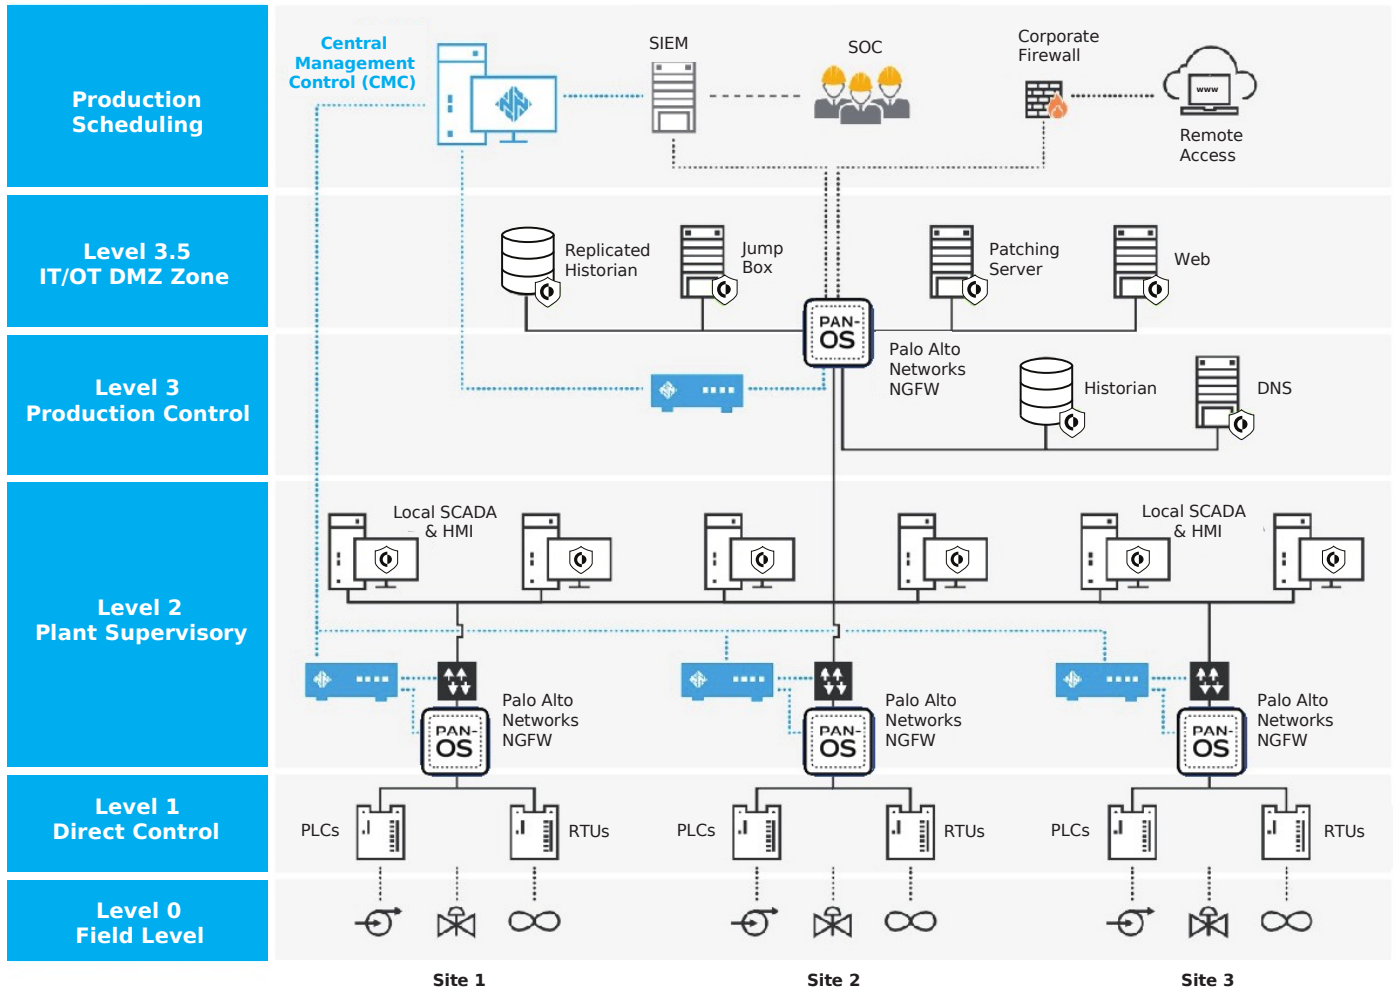 Production
Scheduling
Central
Management
Control (CMC)
SIEM
SOC
Corporate
Firewall
www
Remote
Access
Level 3.5
IT/OT DMZ Zone
Replicated
Historian
Jump
Box
Patching
Server
Web
PAN-
OS
Palo Alto
Networks
NGFW
Level 3
Production Control
Historian
DNS
Level 2
Plant Supervisory
Local SCADA
& HMI
Local SCADA
& HMI
Palo Alto
Networks
NGFW
PAN-
OS
Palo Alto
Networks
NGFW
PAN-
OS
Palo Alto
Networks
NGFW
PAN-
OS
Level 1
Direct Control
PLCs
RTUs
PLCs
RTUs
PLCs
RTUs
Level 0
Field Level
Site 1
Site 2
Site 3